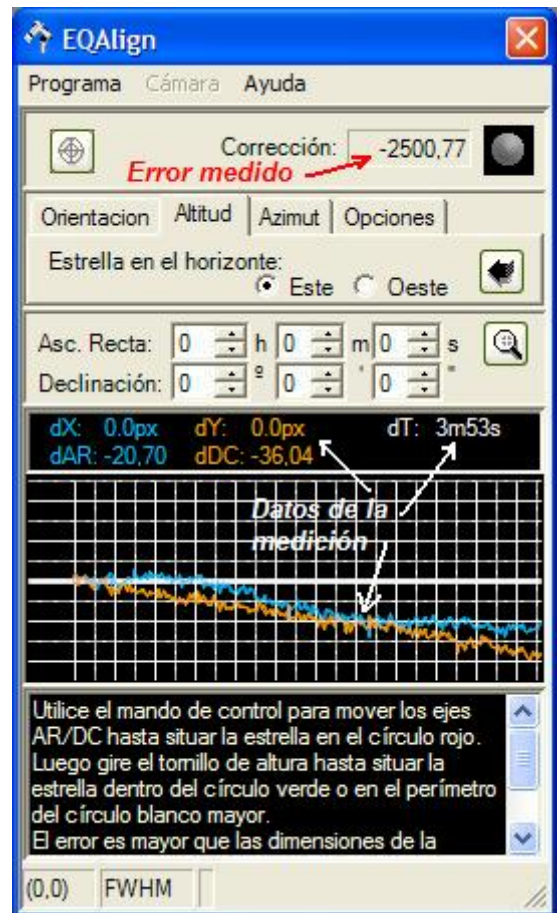 EQAlign
Programa Cámara Ayuda
Corrección: -2500,77
Error medido
Orientacion Altitud Azimut Opciones
Estrella en el horizonte:
Este Oeste
Asc. Recta: 0 h 0 m 0 s
Declinación: 0 º 0 ' 0 "
dX: 0.0px dY: 0.0px dT: 3m53s
dAR: -20,70 dDC: -36,04
Datos de la
medición
Utilice el mando de control para mover los ejes
AR/DC hasta situar la estrella en el círculo rojo.
Luego gire el tornillo de altura hasta situar la
estrella dentro del círculo verde o en el perímetro
del círculo blanco mayor.
El error es mayor que las dimensiones de la
(0,0) FWHM